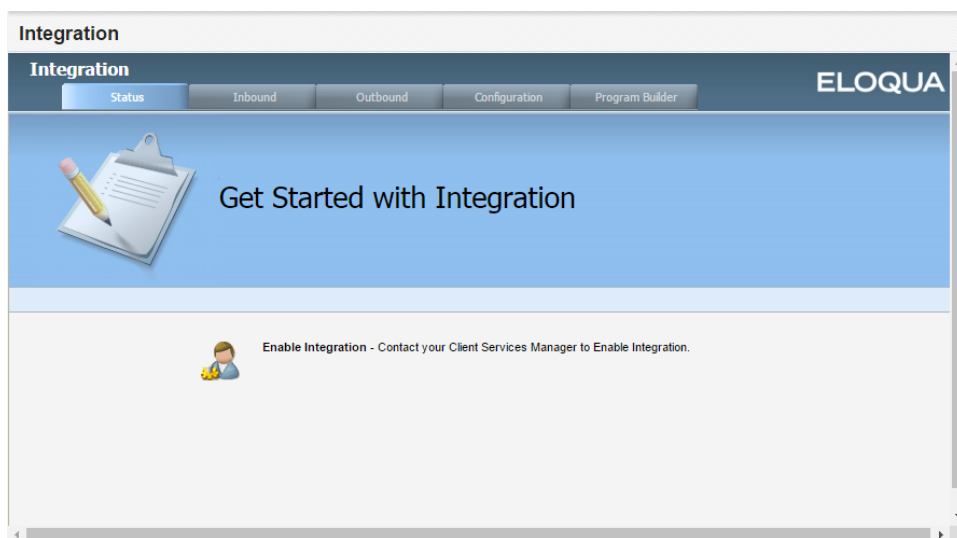 Integration
Integration
ELOQUA
Status Inbound Outbound Configuration Program Builder
Get Started with Integration
Enable Integration - Contact your Client Services Manager to Enable Integration.